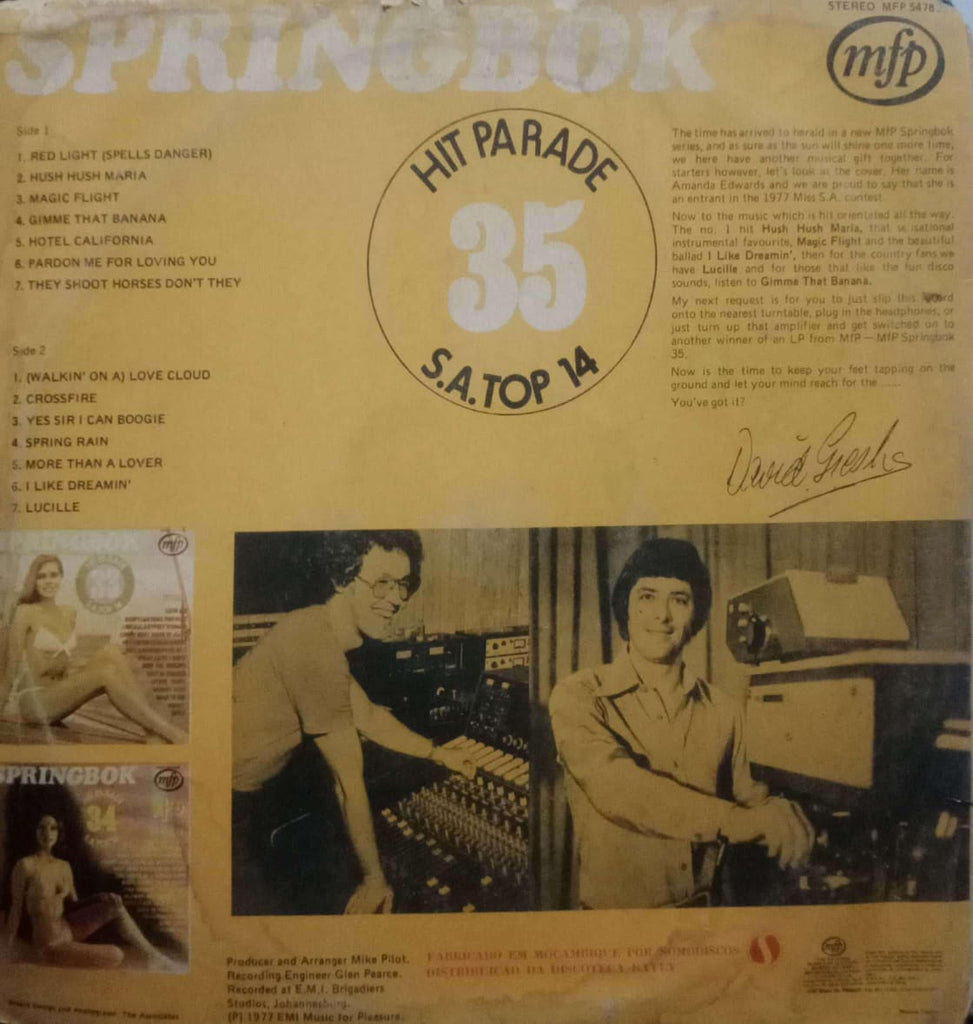 STEREO MFP 5478
SPRINGBOK
mfp
Side 1
1. RED LIGHT (SPELLS DANGER)
2. HUSH HUSH MARIA
3. MAGIC FLIGHT
4. GIMME THAT BANANA
5. HOTEL CALIFORNIA
6. PARDON ME FOR LOVING YOU
7. THEY SHOOT HORSES DON'T THEY
Side 2
1. (WALKIN' ON A) LOVE CLOUD
2. CROSSFIRE
3. YES SIR I CAN BOOGIE
4. SPRING RAIN
5. MORE THAN A LOVER
6. I LIKE DREAMIN'
7. LUCILLE
HIT PARADE
35
S.A. TOP 14
The time has arrived to herald in a new MfP Springbok
series, and as sure as the sun will shine one more time,
we here have another musical gift together. For
starters however, let's look at the cover. Her name is
Amanda Edwards and we are proud to say that she is
an entrant in the 1977 Miss S.A. contest.
Now to the music which is hit orientated all the way.
The no. 1 hit Hush Hush Maria, that sensational
instrumental favourite, Magic Flight and the beautiful
ballad I Like Dreamin', then for the country fans we
have Lucille and for those that like the fun disco
sounds, listen to Gimme That Banana.
My next request is for you to just slip this record
onto the nearest turntable, plug in the headphones, or
just turn up that amplifier and get switched on to
another winner of an LP from MfP — MfP Springbok
35.
Now is the time to keep your feet tapping on the
ground and let your mind reach for the ......
You've got it?
David Gresh
mfp
SPRINGBOK
mfp
34
Producer and Arranger Mike Pilot.
Recording Engineer Glen Pearce.
Recorded at E.M.I. Brigadiers
Studios, Johannesburg.
(P) 1977 EMI Music for Pleasure.
FABRICADO EM MOÇAMBIQUE POR SOMODISCOS
DISTRIBUIÇÃO DA DISCOTECA
mfp